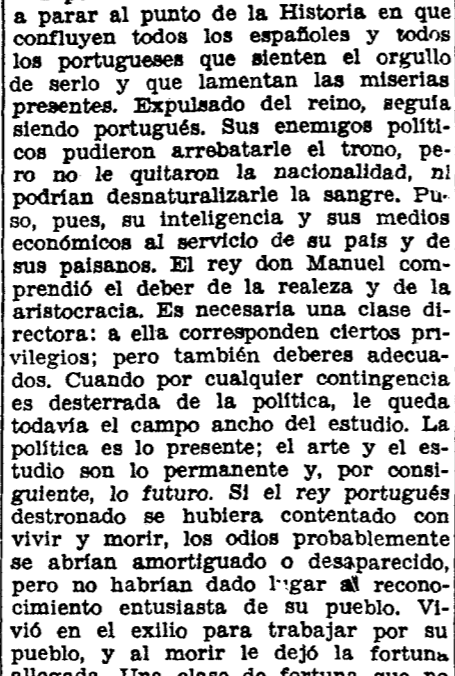 a parar al punto de la Historia en que
confluyen todos los españoles y todos
los portugueses que sienten el orgullo
de serlo y que lamentan las miserias
presentes. Expulsado del reino, seguía
siendo portugués. Sus enemigos políti-
cos pudieron arrebatarle el trono, pe-
ro no le quitaron la nacionalidad, ni
podrían desnaturalizarle la sangre. Pu-
so, pues, su inteligencia y sus medios
económicos al servicio de su país y de
sus paisanos. El rey don Manuel com-
prendió el deber de la realeza y de la
aristocracia. Es necesaria una clase di-
rectora: a ella corresponden ciertos pri-
vilegios; pero también deberes adecua-
dos. Cuando por cualquier contingencia
es desterrada de la política, le queda
todavía el campo ancho del estudio. La
política es lo presente; el arte y el es-
tudio son lo permanente y, por consi-
guiente, lo futuro. Si el rey portugués
destronado se hubiera contentado con
vivir y morir, los odios probablemente
se abrían amortiguado o desaparecido,
pero no habrían dado lugar al recono-
cimiento entusiasta de su pueblo. Vi-
vió en el exilio para trabajar por su
pueblo, y al morir le dejó la fortuna
allegada. Una clase de fortuna que no